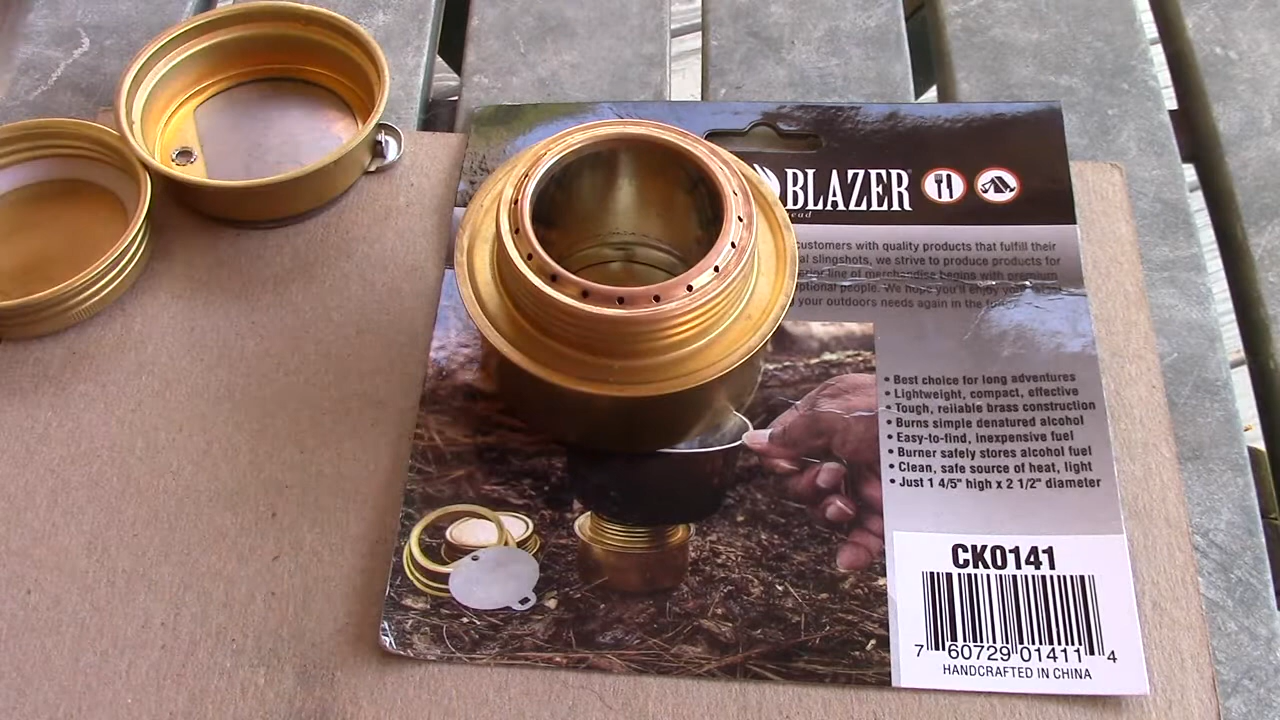 BLAZER®
ead
customers with quality products that fulfill their
al slingshots, we strive to produce products for
erior line of merchandise begins with premium
ptional people. We hope you'll enjoy your
your outdoors needs again in the
• Best choice for long adventures
• Lightweight, compact, effective
• Tough, reliable brass construction
• Burns simple denatured alcohol
• Easy-to-find, inexpensive fuel
• Burner safely stores alcohol fuel
• Clean, safe source of heat, light
• Just 1 4/5" high x 2 1/2" diameter
CK0141
7 60729 01411 4
HANDCRAFTED IN CHINA